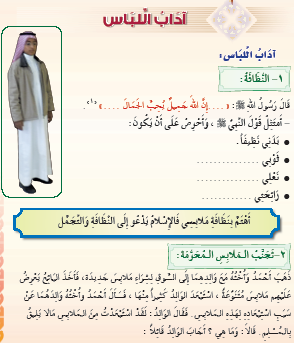 آدَابُ اللِّبَاسِ
آدَابُ اللِّبَاسِ:
١- النَّظَافَةُ:
قَالَ رَسُولُ اللهِ ﷺ: «.... إِنَّ اللهَ جَمِيلٌ يُحِبُّ الْجَمَالَ ....» (١).
- أَمْتَثِلُ قَوْلَ النَّبِيِّ ﷺ، وَأَحْرِصُ عَلَى أَنْ يَكُونَ:
• بَدَنِي نَظِيفًا.
• ثَوْبِي ..............
• نَعْلِي ..............
• رَائِحَتِي ..............
أَهْتَمُّ بِنَظَافَةِ مَلَابِسِي فَالْإِسْلَامُ يَدْعُو إِلَى النَّظَافَةِ وَالتَّجَمُّلِ
٢- تَجَنُّبُ الْمَلَابِسِ الْمُحَرَّمَةِ:
ذَهَبَ أَحْمَدُ وَأُخْتُهُ مَعَ وَالِدِهِمَا إِلَى السُّوقِ لِشِرَاءِ مَلَابِسَ جَدِيدَةٍ، فَأَخَذَ الْبَائِعُ يَعْرِضُ
عَلَيْهِمْ مَلَابِسَ مُتَنَوِّعَةً، اسْتَبْعَدَ الْوَالِدُ كَثِيرًا مِنْهَا، فَسَأَلَ أَحْمَدُ وَأُخْتُهُ وَالِدَهُمَا عَنْ
سَبَبِ اسْتِبْعَادِهِ لِهَذِهِ الْمَلَابِسِ. فَقَالَ الْوَالِدُ: لَقَدْ اسْتَبْعَدْتُ مِنَ الْمَلَابِسِ مَالَا يَلِيقُ
بِالْمُسْلِمِ. قَالَا: وَمَا هِيَ؟ أَجَابَ الْوَالِدُ قَائِلًا: